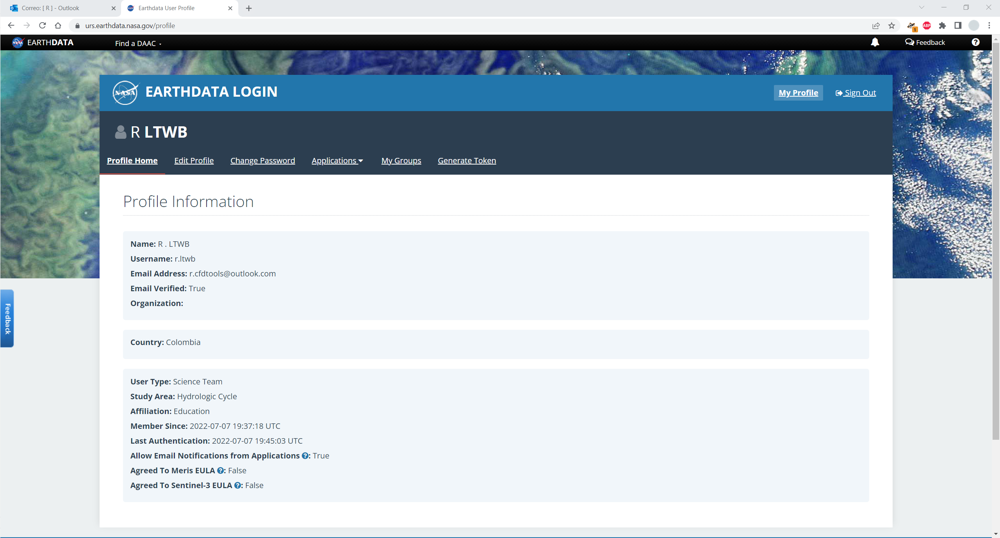 Correo: [ R ] - Outlook
Earthdata User Profile
urs.earthdata.nasa.gov/profile
1
ABP
NASA
EARTHDATA
Find a DAAC
Feedback
NASA
EARTHDATA LOGIN
My Profile
Sign Out
R LTWB
Profile Home
Edit Profile
Change Password
Applications
My Groups
Generate Token
Profile Information
Name: R . LTWB
Username: r.ltwb
Email Address: r.cfdtools@outlook.com
Email Verified: True
Organization:
Feedback
Country: Colombia
User Type: Science Team
Study Area: Hydrologic Cycle
Affiliation: Education
Member Since: 2022-07-07 19:37:18 UTC
Last Authentication: 2022-07-07 19:45:03 UTC
Allow Email Notifications from Applications ?: True
Agreed To Meris EULA ?: False
Agreed To Sentinel-3 EULA ?: False